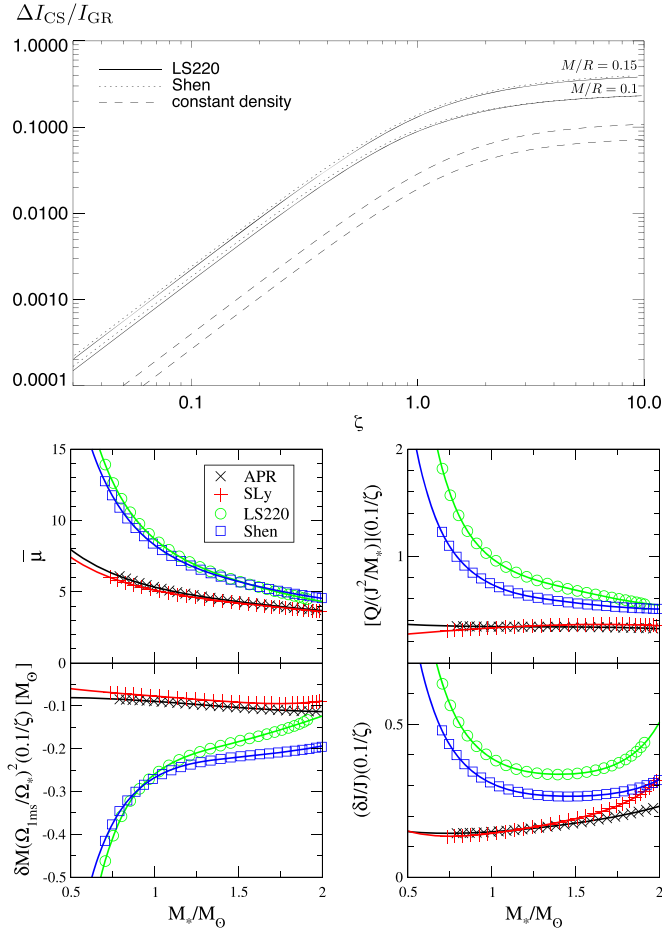 ΔI_CS/I_GR
1.0000
0.1000
0.0100
0.0010
0.0001
LS220
Shen
constant density
M/R = 0.15
M/R = 0.1
0.1
1.0
10.0
ζ
15
10
5
0
μ̅
APR
SLy
LS220
Shen
2
1
[Q/(J²/M_*)](0.1/ζ)
-0.1
-0.2
-0.3
-0.4
-0.5
δM(Ω_1ms/Ω_*)²(0.1/ζ) [M_⊙]
0.5
1
1.5
2
M_*/M_⊙
0.5
0
(δJ/J)(0.1/ζ)
0.5
1
1.5
2
M_*/M_⊙